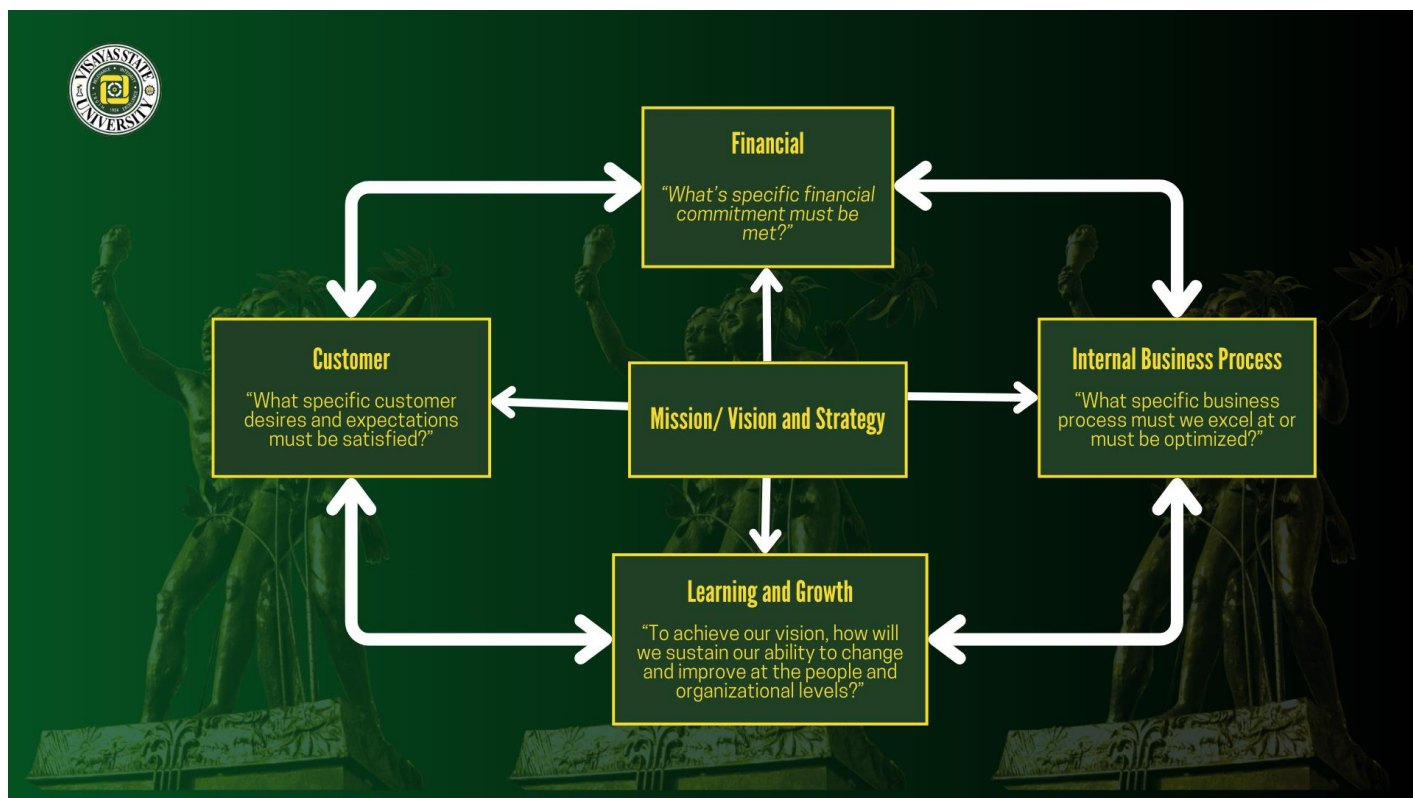 VISAYAS STATE
UNIVERSITY
Financial
“What’s specific financial
commitment must be
met?”
Customer
“What specific customer
desires and expectations
must be satisfied?”
Mission/ Vision and Strategy
Internal Business Process
“What specific business
process must we excel at or
must be optimized?”
Learning and Growth
“To achieve our vision, how will
we sustain our ability to change
and improve at the people and
organizational levels?”